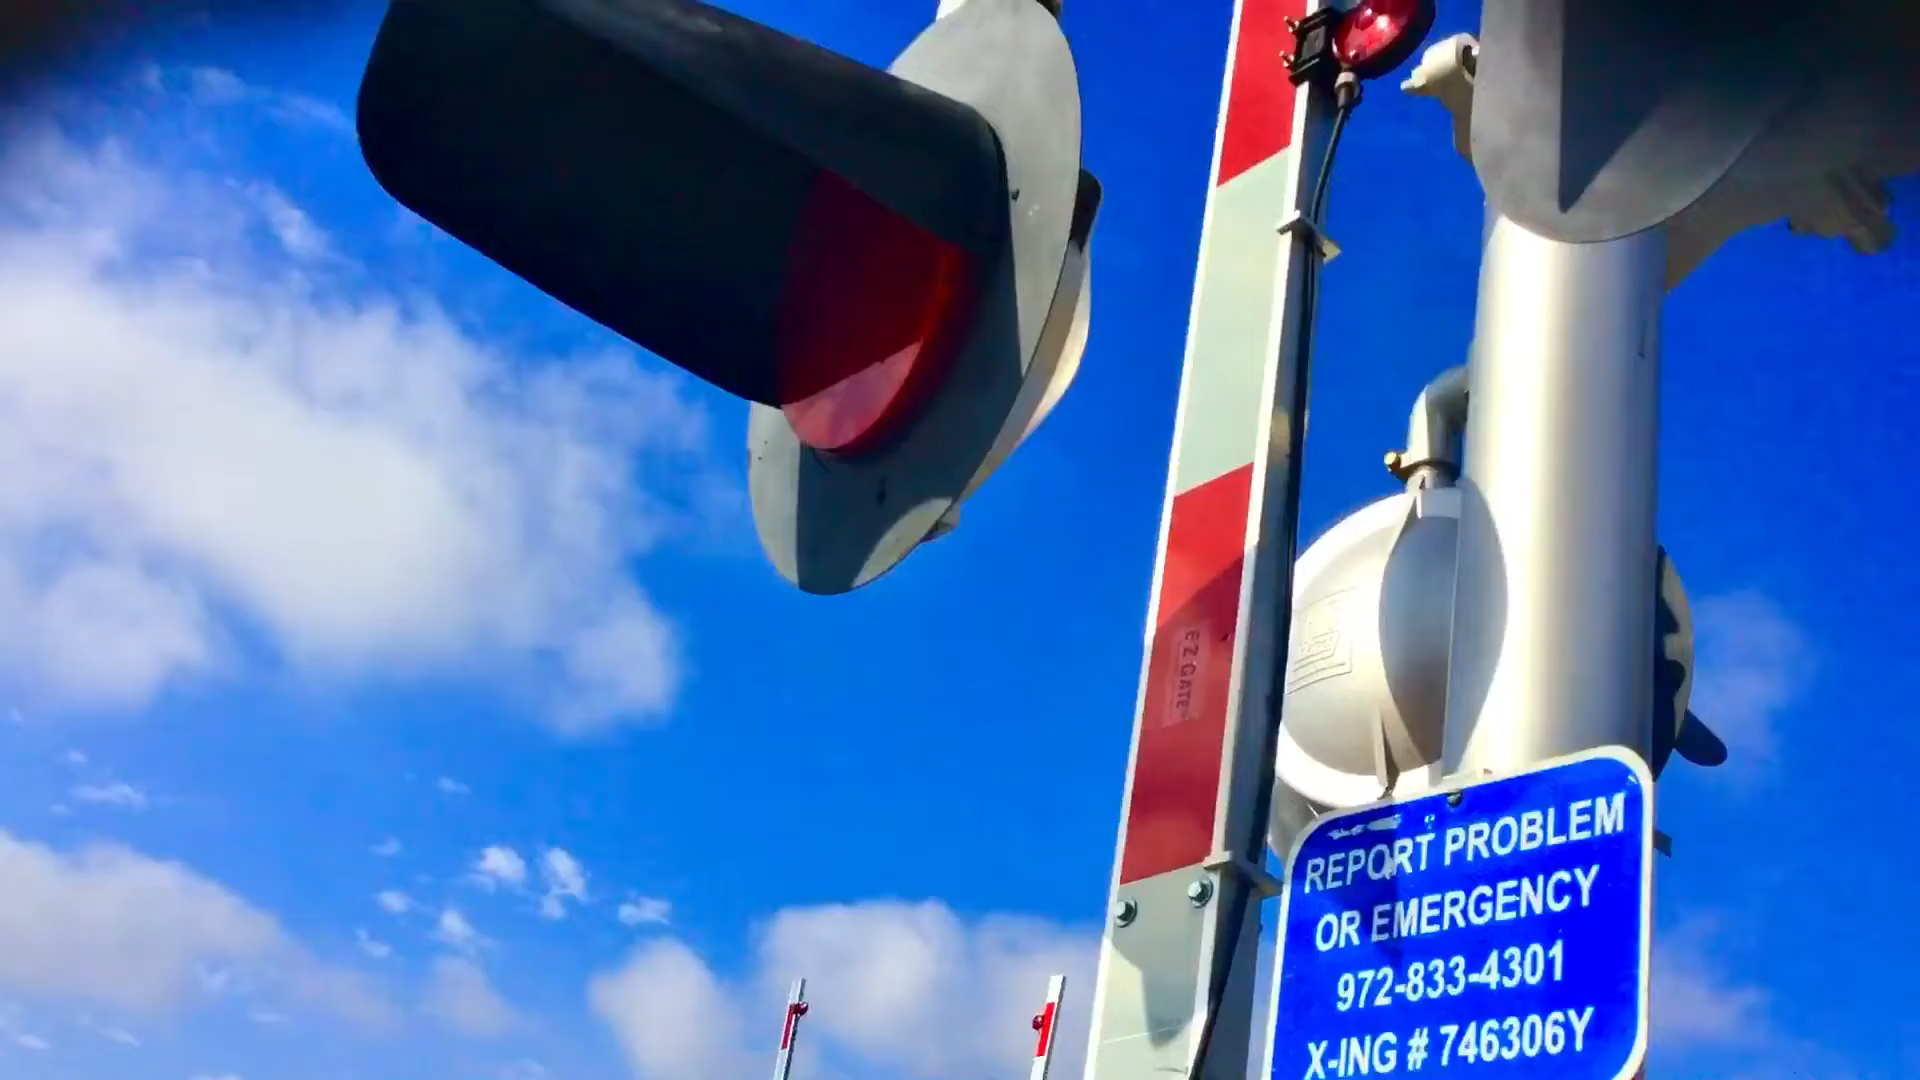 EZ GATE®
REPORT PROBLEM
OR EMERGENCY
972-833-4301
X-ING # 746306Y